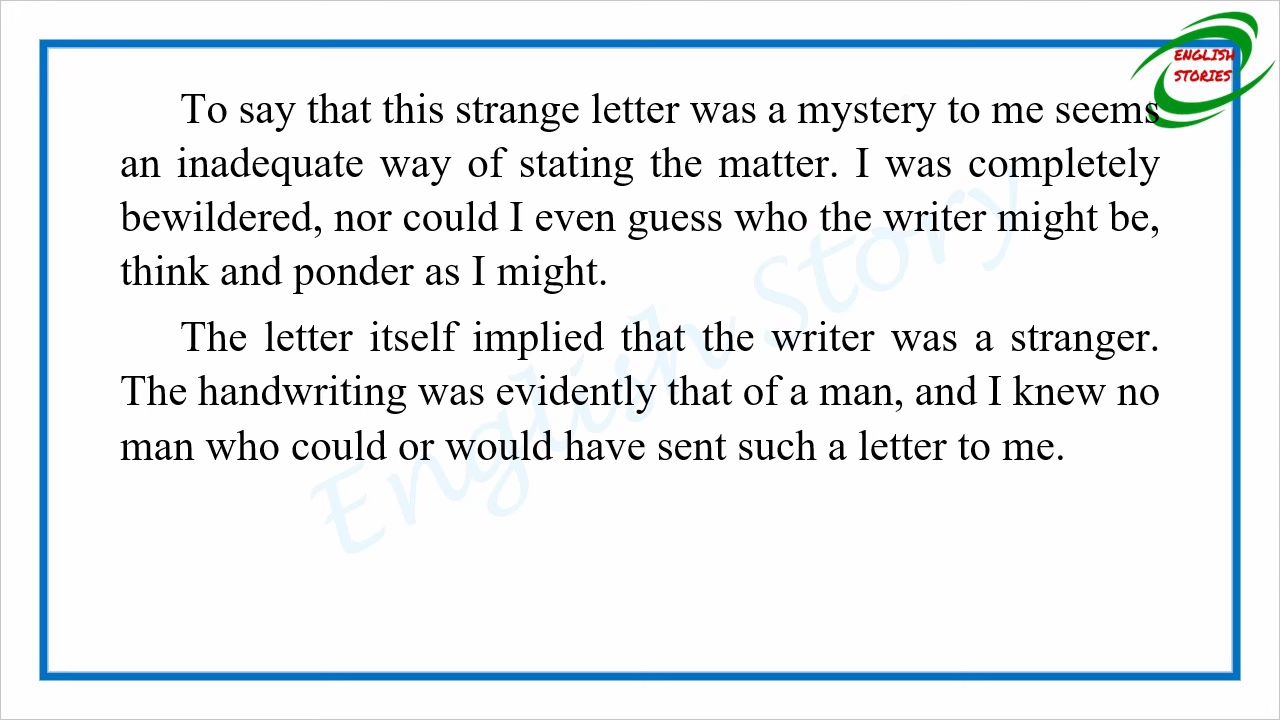 ENGLISH
STORIES
To say that this strange letter was a mystery to me seems
an inadequate way of stating the matter. I was completely
bewildered, nor could I even guess who the writer might be,
think and ponder as I might.
The letter itself implied that the writer was a stranger.
The handwriting was evidently that of a man, and I knew no
man who could or would have sent such a letter to me.
English Story